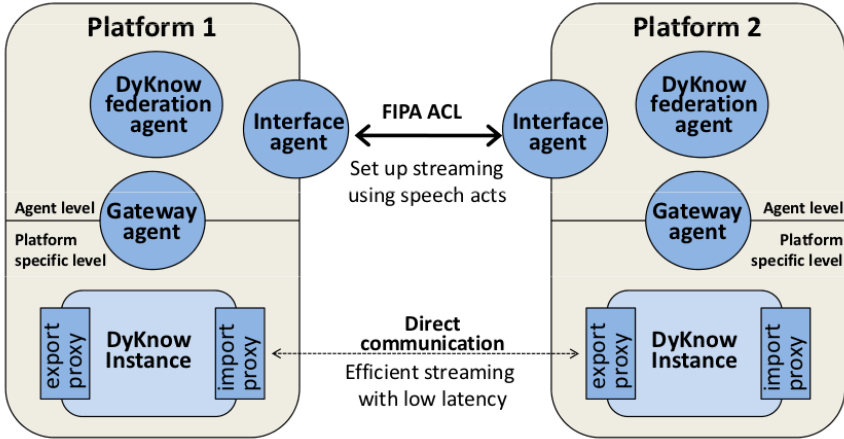 Platform 1
DyKnow
federation
agent
Interface
agent
Gateway
agent
Agent level
Platform
specific level
export
proxy
DyKnow
Instance
import
proxy
FIPA ACL
Set up streaming
using speech acts
Direct
communication
Efficient streaming
with low latency
Platform 2
DyKnow
federation
agent
Interface
agent
Gateway
agent
Agent level
Platform
specific level
export
proxy
DyKnow
Instance
import
proxy